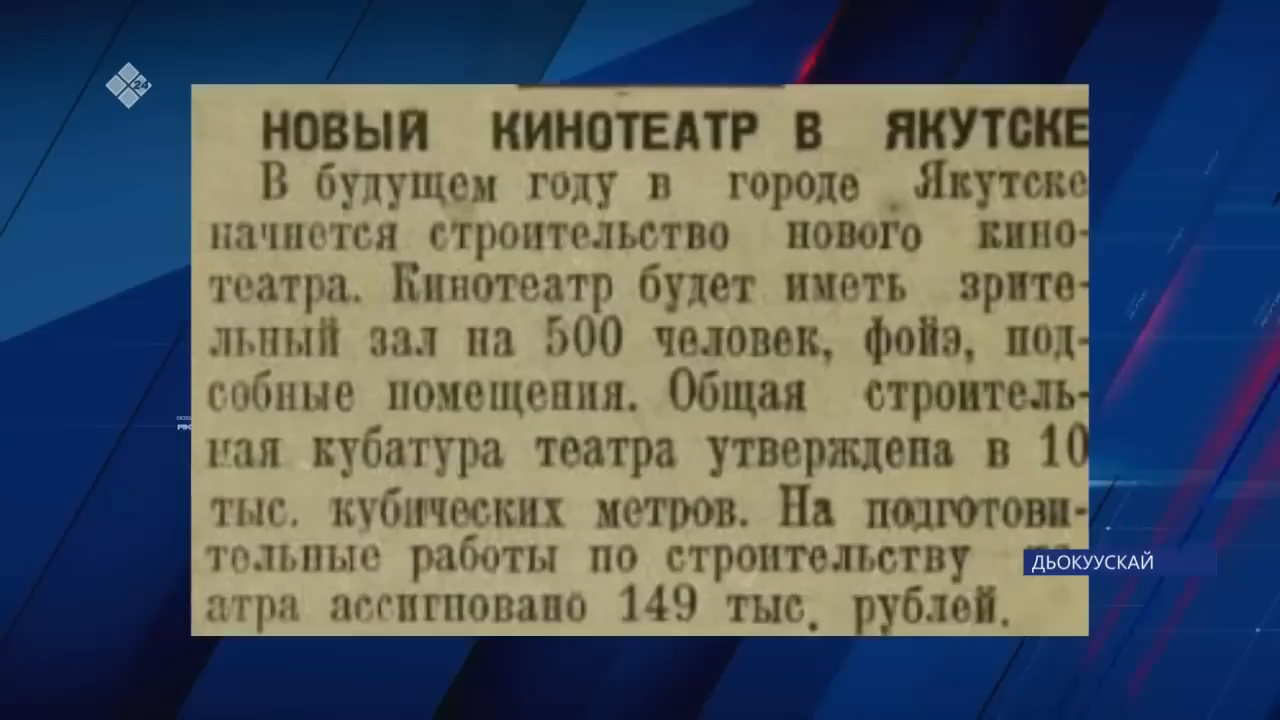 24
НОВЫЙ КИНОТЕАТР В ЯКУТСКЕ
В будущем году в городе Якутске
начнется строительство нового кино-
театра. Кинотеатр будет иметь зрите-
льный зал на 500 человек, фойэ, под-
собные помещения. Общая строитель-
ная кубатура театра утверждена в 10
тыс. кубических метров. На подготови-
тельные работы по строительству
атра ассигновано 149 тыс. рублей.
ДЬОКУУСКАЙ